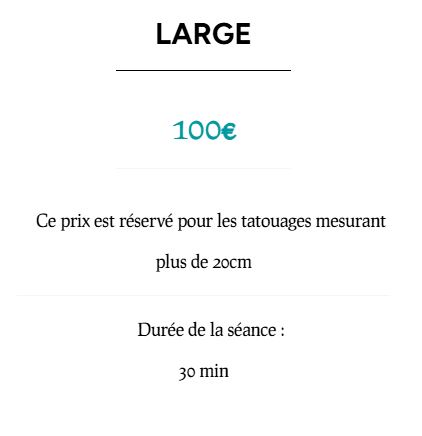 LARGE
100€
Ce prix est réservé pour les tatouages mesurant
plus de 20cm
Durée de la séance :
30 min